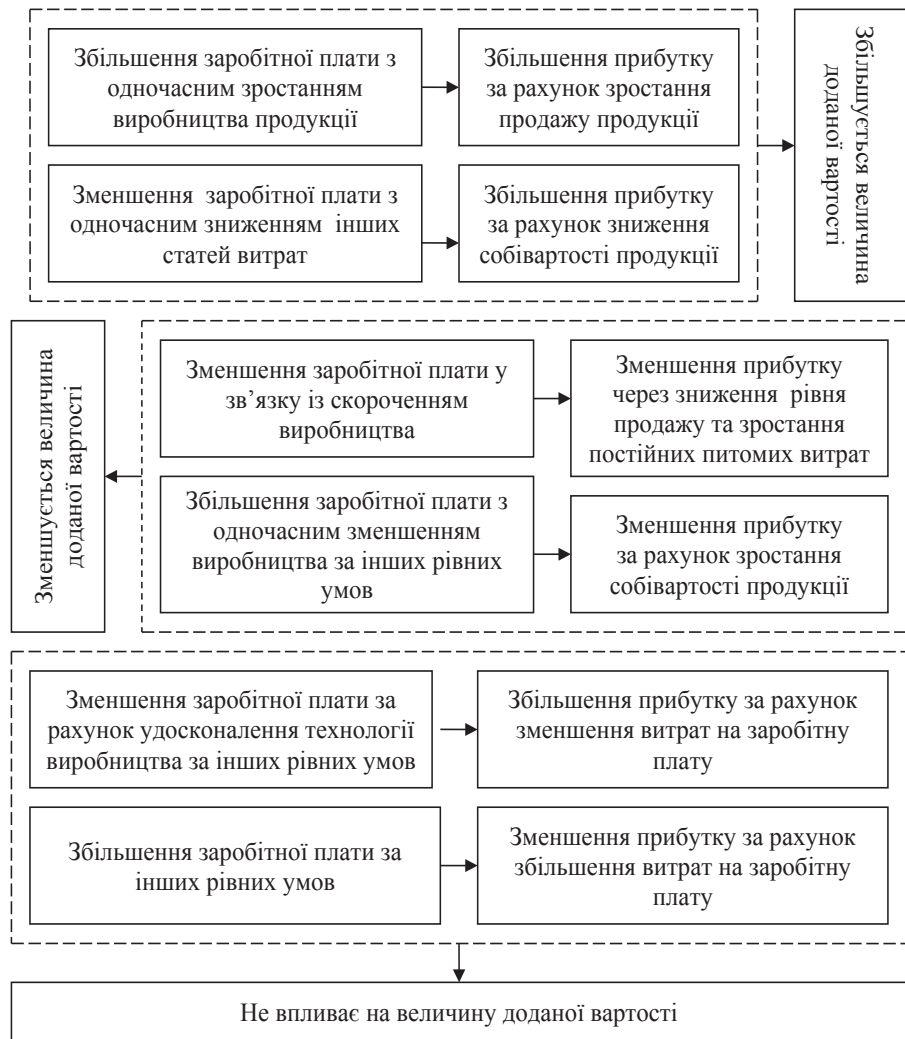 Збільшення заробітної плати з
одночасним зростанням
виробництва продукції
Збільшення прибутку
за рахунок зростання
продажу продукції
Зменшення заробітної плати з
одночасним зниженням інших
статей витрат
Збільшення прибутку
за рахунок зниження
собівартості продукції
Збільшується величина
доданої вартості
Зменшується величина
доданої вартості
Зменшення заробітної плати у
зв’язку із скороченням
виробництва
Зменшення прибутку
через зниження рівня
продажу та зростання
постійних питомих витрат
Збільшення заробітної плати з
одночасним зменшенням
виробництва за інших рівних
умов
Зменшення прибутку
за рахунок зростання
собівартості продукції
Зменшення заробітної плати за
рахунок удосконалення технології
виробництва за інших рівних умов
Збільшення прибутку за рахунок
зменшення витрат на заробітну
плату
Збільшення заробітної плати за
інших рівних умов
Зменшення прибутку за рахунок
збільшення витрат на заробітну
плату
Не впливає на величину доданої вартості